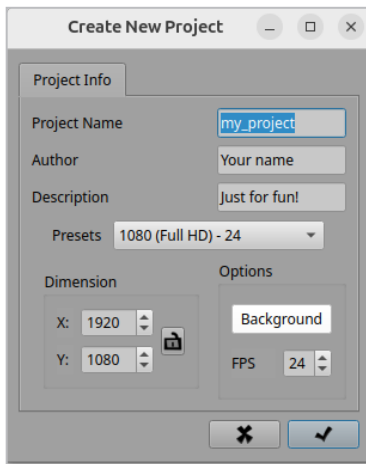 Create New Project
Project Info
Project Name my_project
Author Your name
Description Just for fun!
Presets 1080 (Full HD) - 24
Dimension
X: 1920
Y: 1080
Options
Background
FPS 24